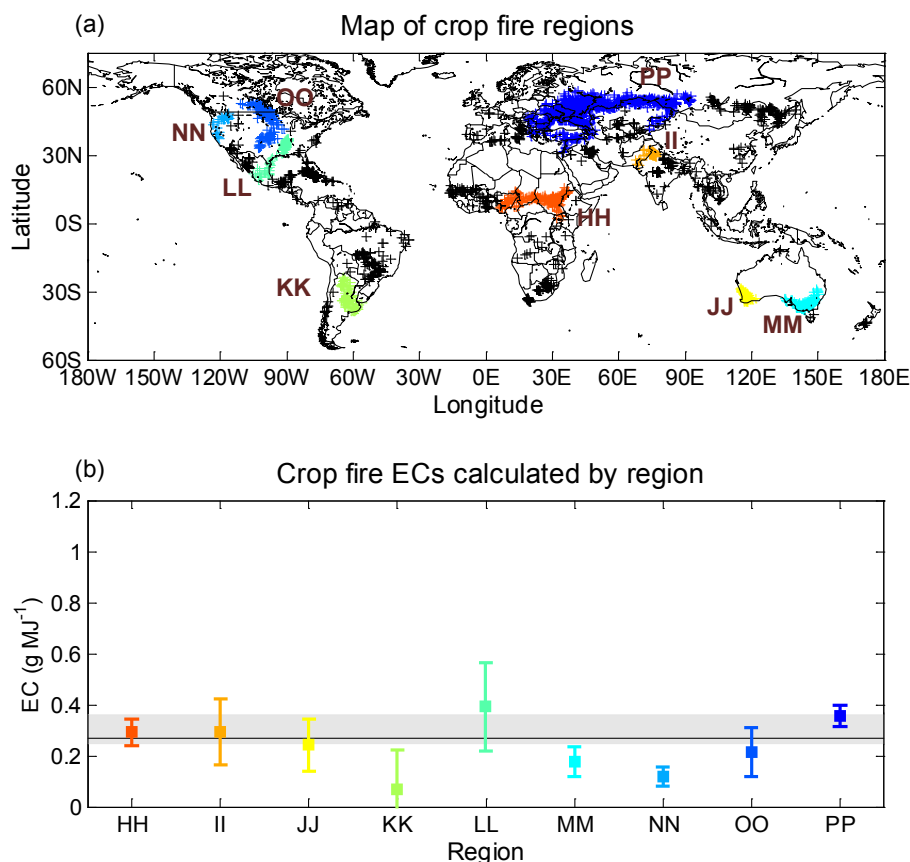 (a) Map of crop fire regions
60N
30N
0S
30S
60S
Latitude
OO
PP
NN
II
LL
HH
KK
JJ
MM
180W 150W 120W 90W 60W 30W 0E 30E 60E 90E 120E 150E 180E
Longitude
(b) Crop fire ECs calculated by region
1.2
1
0.8
0.6
0.4
0.2
0
EC (g MJ⁻¹)
HH II JJ KK LL MM NN OO PP
Region